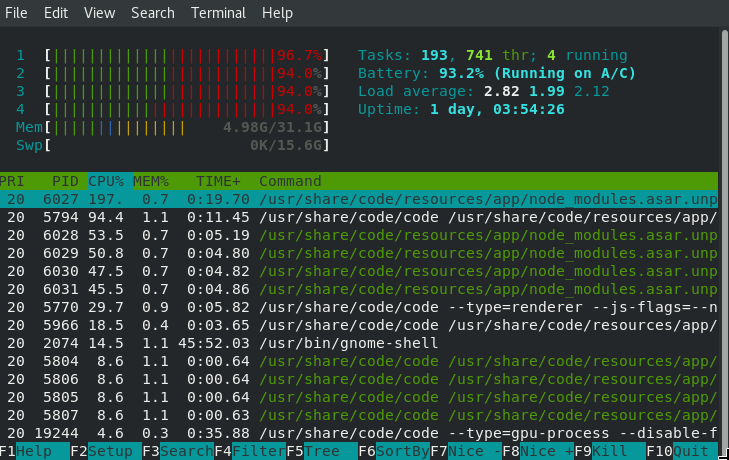 File Edit View Search Terminal Help
1 [||||||||||||||||||||||||||96.7%] Tasks: 193, 741 thr; 4 running
2 [||||||||||||||||||||||||||94.0%] Battery: 93.2% (Running on A/C)
3 [||||||||||||||||||||||||||94.0%] Load average: 2.82 1.99 2.12
4 [||||||||||||||||||||||||||94.0%] Uptime: 1 day, 03:54:26
Mem[||||||||||||||| 4.98G/31.1G]
Swp[ 0K/15.6G]
PRI PID CPU% MEM% TIME+ Command
20 6027 197. 0.7 0:19.70 /usr/share/code/resources/app/node_modules.asar.unp
20 5794 94.4 1.1 0:11.45 /usr/share/code/code /usr/share/code/resources/app/
20 6028 53.5 0.7 0:05.19 /usr/share/code/resources/app/node_modules.asar.unp
20 6029 50.8 0.7 0:04.80 /usr/share/code/resources/app/node_modules.asar.unp
20 6030 47.5 0.7 0:04.82 /usr/share/code/resources/app/node_modules.asar.unp
20 6031 45.5 0.7 0:04.86 /usr/share/code/resources/app/node_modules.asar.unp
20 5770 29.7 0.9 0:05.82 /usr/share/code/code --type=renderer --js-flags=--n
20 5966 18.5 0.4 0:03.65 /usr/share/code/code /usr/share/code/resources/app/
20 2074 14.5 1.1 45:52.03 /usr/bin/gnome-shell
20 5804 8.6 1.1 0:00.64 /usr/share/code/code /usr/share/code/resources/app/
20 5806 8.6 1.1 0:00.64 /usr/share/code/code /usr/share/code/resources/app/
20 5805 8.6 1.1 0:00.64 /usr/share/code/code /usr/share/code/resources/app/
20 5807 8.6 1.1 0:00.63 /usr/share/code/code /usr/share/code/resources/app/
20 19244 4.6 0.3 0:35.88 /usr/share/code/code --type=gpu-process --disable-f
F1Help F2Setup F3SearchF4FilterF5Tree F6SortByF7Nice -F8Nice +F9Kill F10Quit